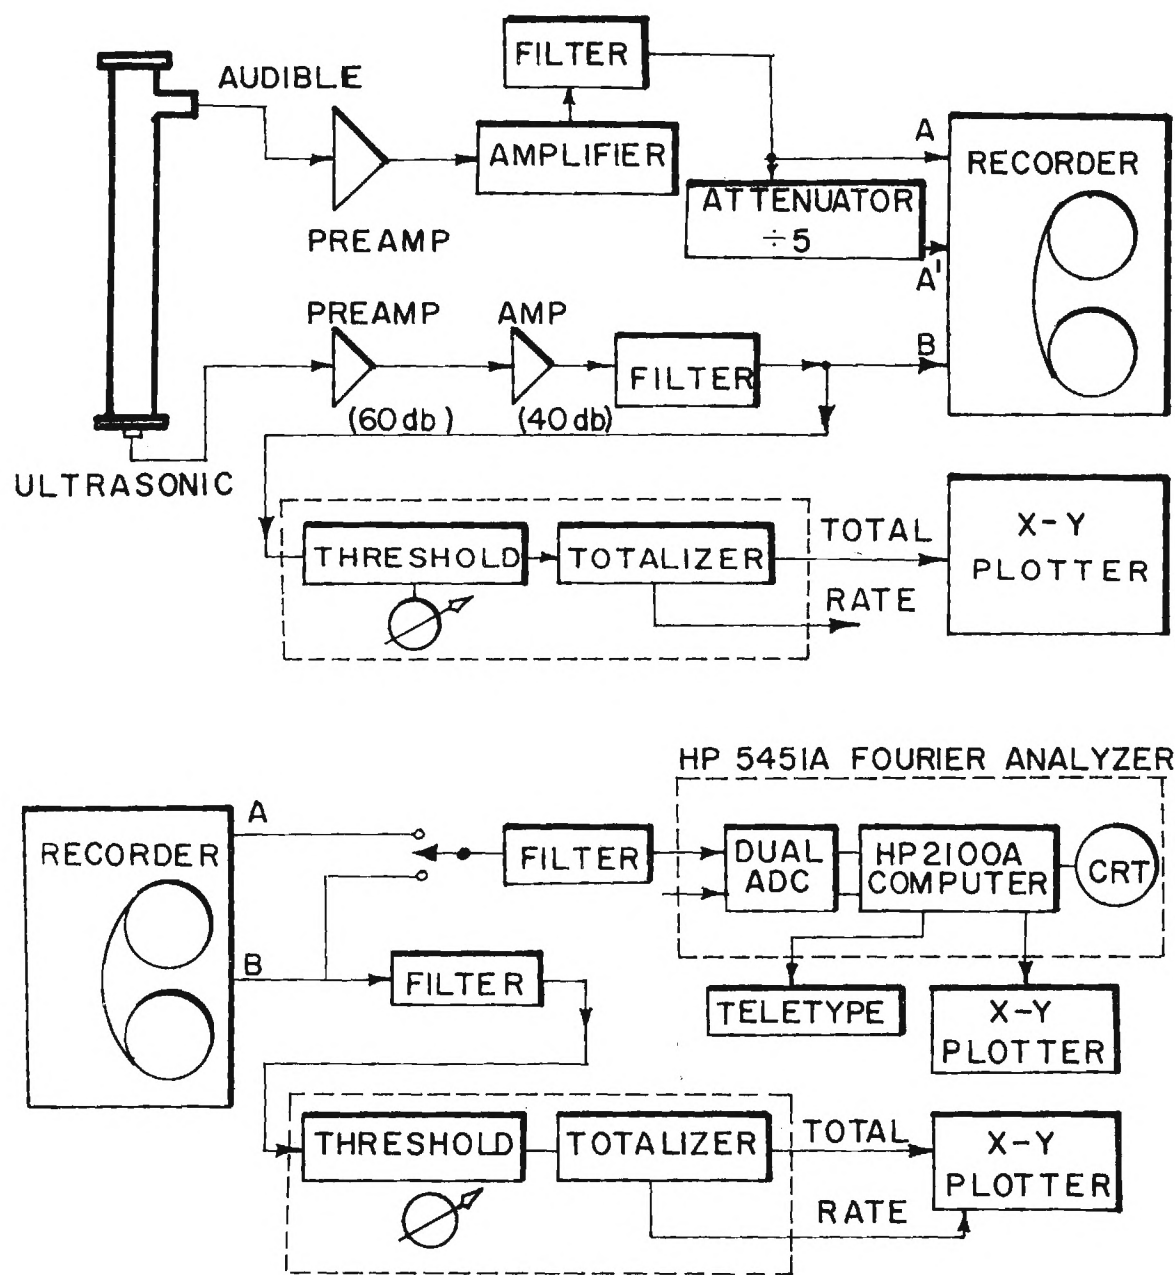 FILTER
AUDIBLE
A
AMPLIFIER
RECORDER
ATTENUATOR
÷5
PREAMP
A'
PREAMP
AMP
B
FILTER
(60 db)
(40 db)
ULTRASONIC
X-Y
PLOTTER
TOTAL
THRESHOLD
TOTALIZER
RATE
HP 5451A FOURIER ANALYZER
A
RECORDER
FILTER
DUAL
ADC
HP2100A
COMPUTER
CRT
B
FILTER
TELETYPE
X-Y
PLOTTER
THRESHOLD
TOTALIZER
TOTAL
X-Y
PLOTTER
RATE